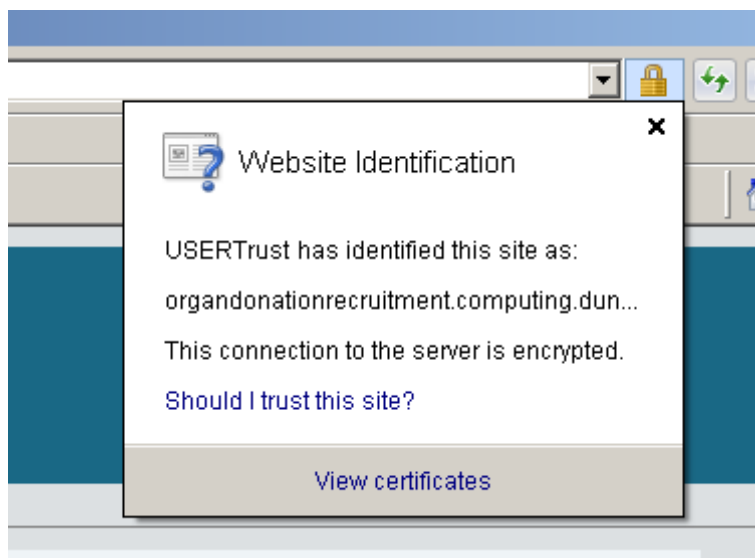 Website Identification
USERTrust has identified this site as:
organdonationrecruitment.computing.dun...
This connection to the server is encrypted.
Should I trust this site?
View certificates